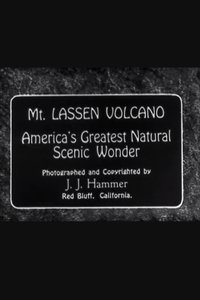 Mt. LASSEN VOLCANO
America's Greatest Natural
Scenic Wonder
Photographed and Copyrighted by
J. J. Hammer
Red Bluff. California.